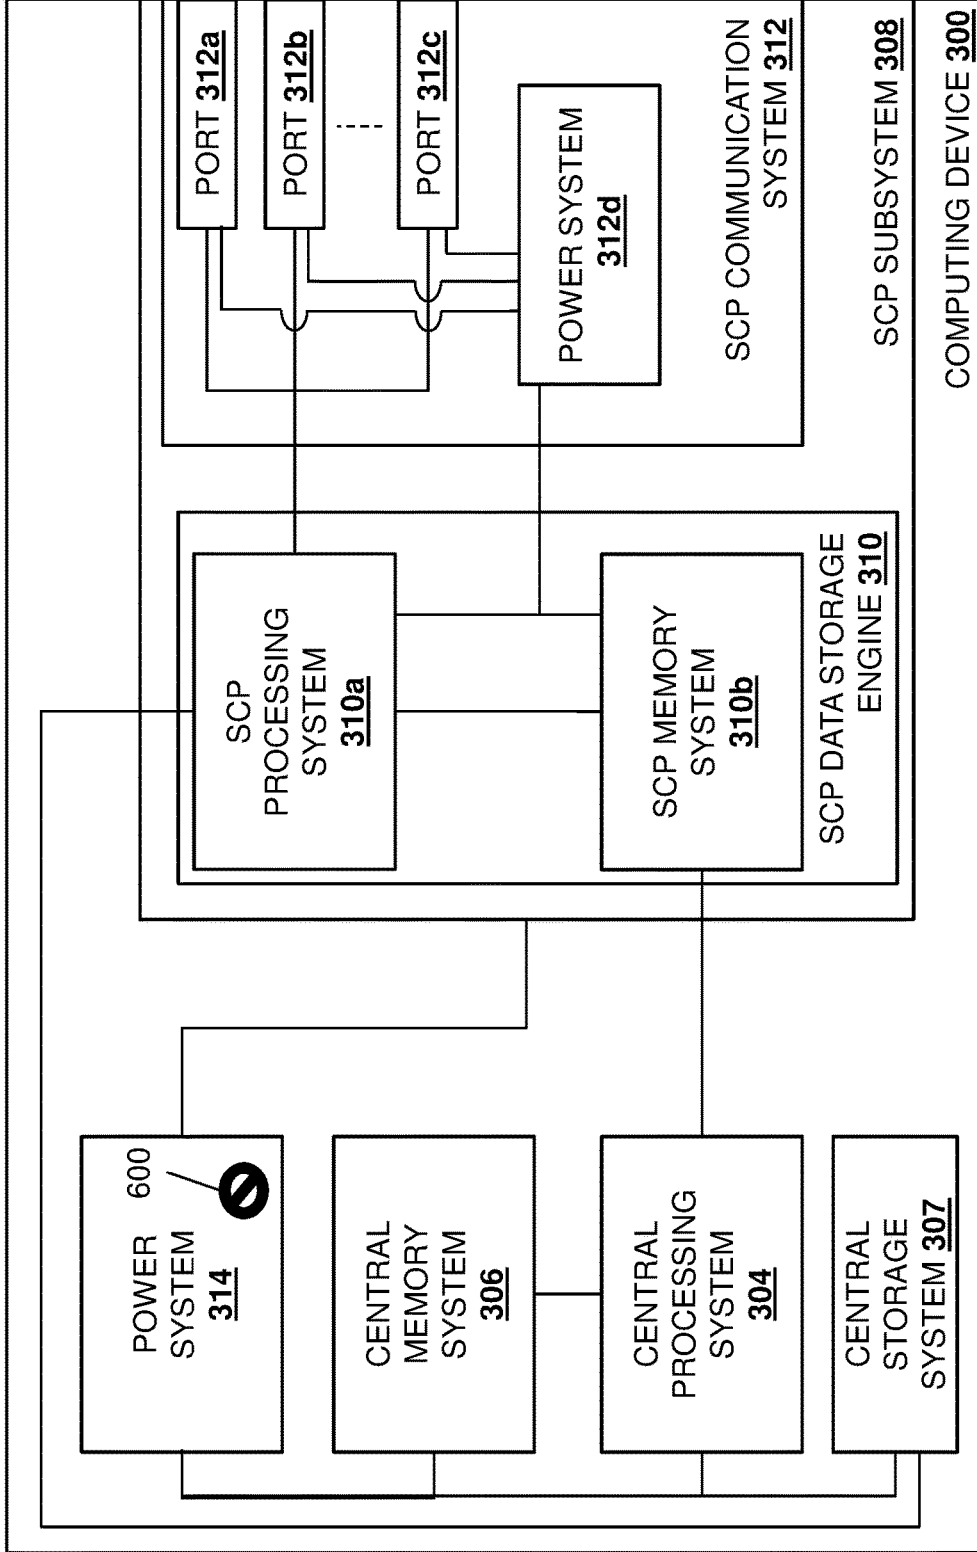 POWER
SYSTEM
314
600
CENTRAL
MEMORY
SYSTEM
306
CENTRAL
PROCESSING
SYSTEM
304
CENTRAL
STORAGE
SYSTEM 307
SCP
PROCESSING
SYSTEM
310a
SCP MEMORY
SYSTEM
310b
SCP DATA STORAGE
ENGINE 310
PORT 312a
PORT 312b
PORT 312c
POWER SYSTEM
312d
SCP COMMUNICATION
SYSTEM 312
SCP SUBSYSTEM 308
COMPUTING DEVICE 300